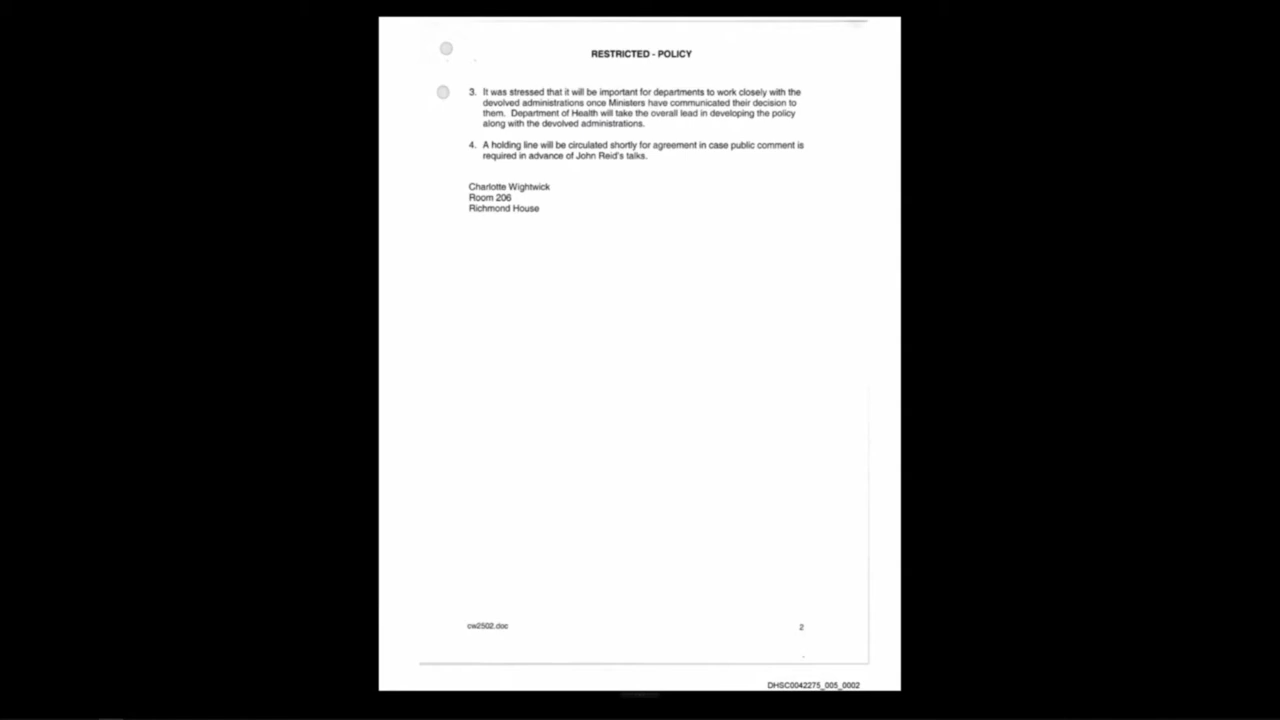 RESTRICTED - POLICY
3. It was stressed that it will be important for departments to work closely with the
devolved administrations once Ministers have communicated their decision to
them. Department of Health will take the overall lead in developing the policy
along with the devolved administrations.
4. A holding line will be circulated shortly for agreement in case public comment is
required in advance of John Reid's talks.
Charlotte Wightwick
Room 206
Richmond House
cw2502.doc
2
DHSC0042275_005_0002